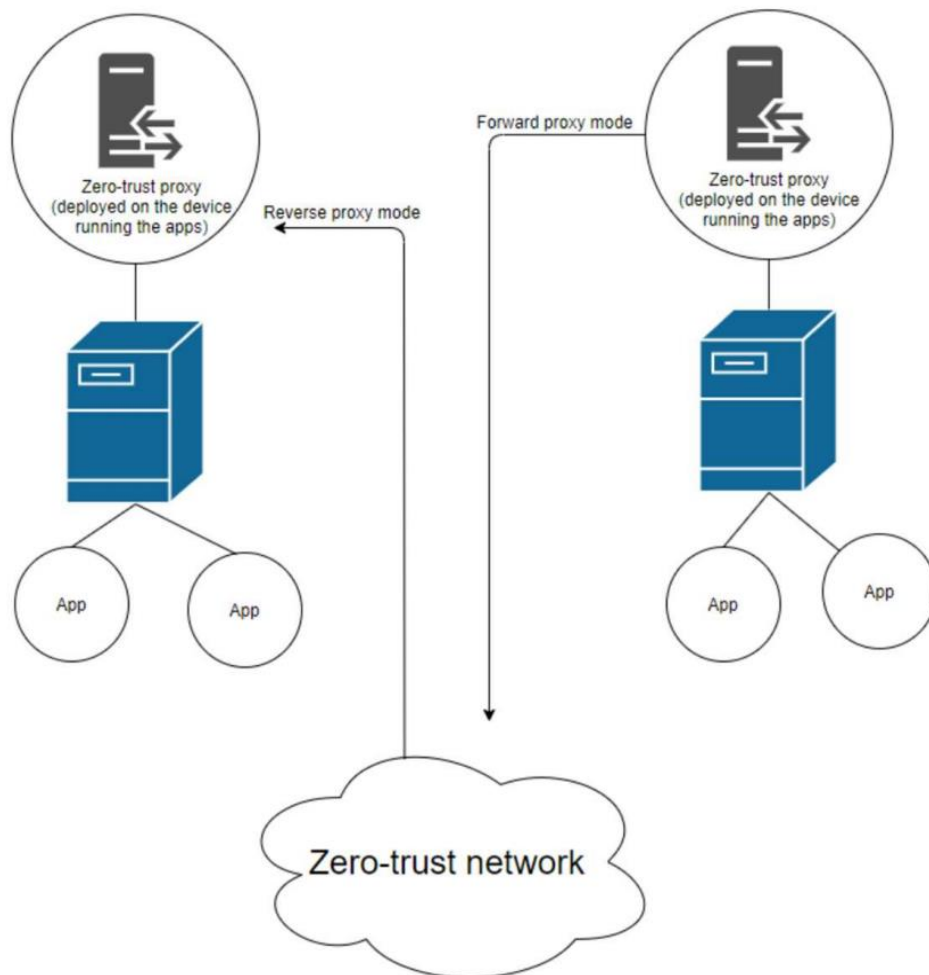 Zero-trust proxy
(deployed on the device
running the apps)
Reverse proxy mode
Forward proxy mode
Zero-trust proxy
(deployed on the device
running the apps)
App
App
App
App
Zero-trust network